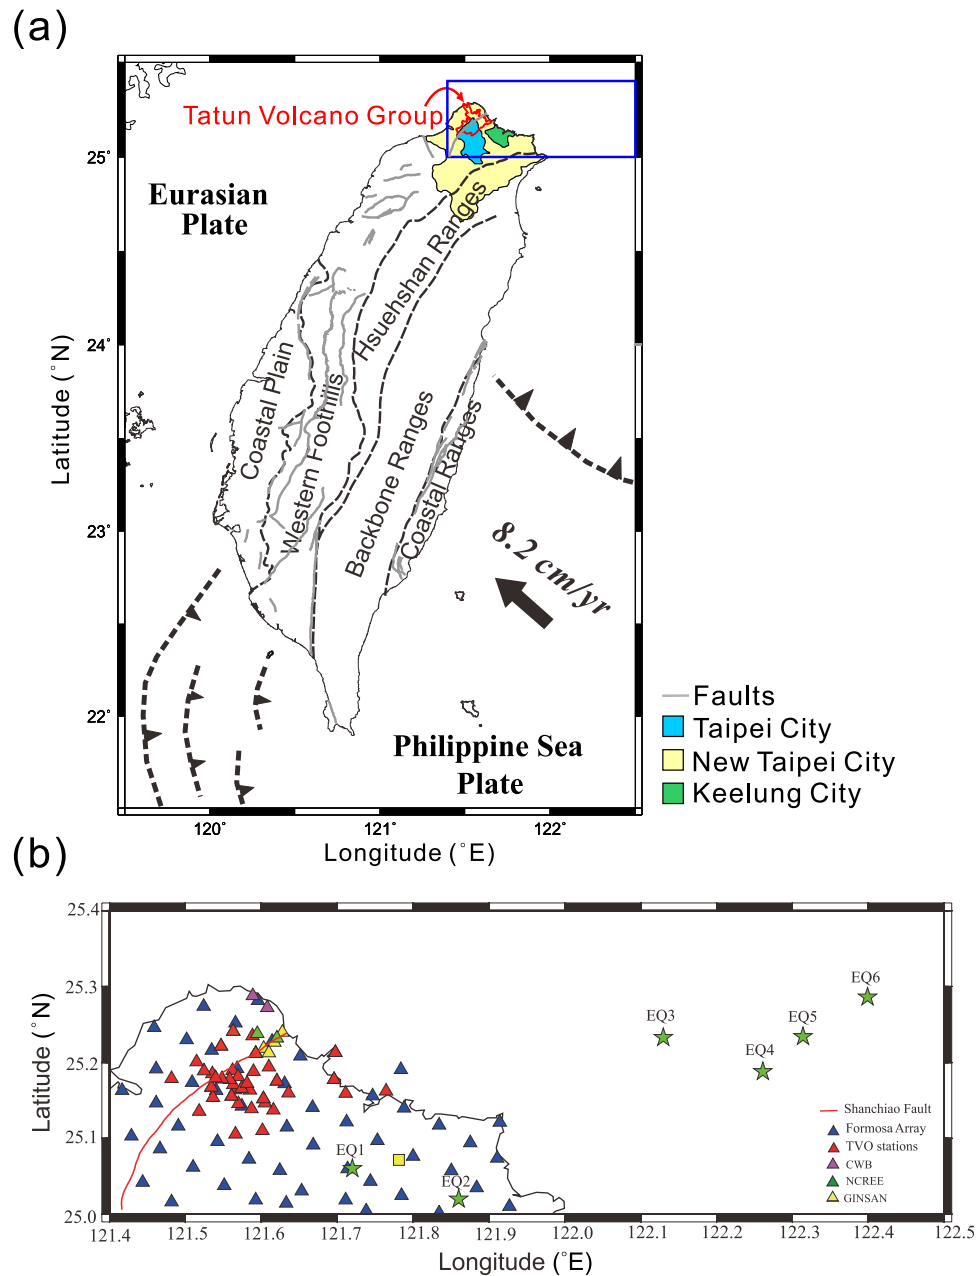 (a)
Tatun Volcano Group
25°
Eurasian
Plate
Hsuehshan Ranges
24°
Coastal Plain
Western Foothills
Backbone Ranges
Coastal Ranges
Latitude (°N)
23°
8.2 cm/yr
22°
Philippine Sea
Plate
Faults
Taipei City
New Taipei City
Keelung City
120°
121°
122°
Longitude (°E)
(b)
25.4
25.3
25.2
25.1
25.0
Latitude (°N)
EQ1
EQ2
EQ3
EQ4
EQ5
EQ6
Shanchiao Fault
Formosa Array
TVO stations
CWB
NCREE
GINSAN
121.4 121.5 121.6 121.7 121.8 121.9 122.0 122.1 122.2 122.3 122.4 122.5
Longitude (°E)